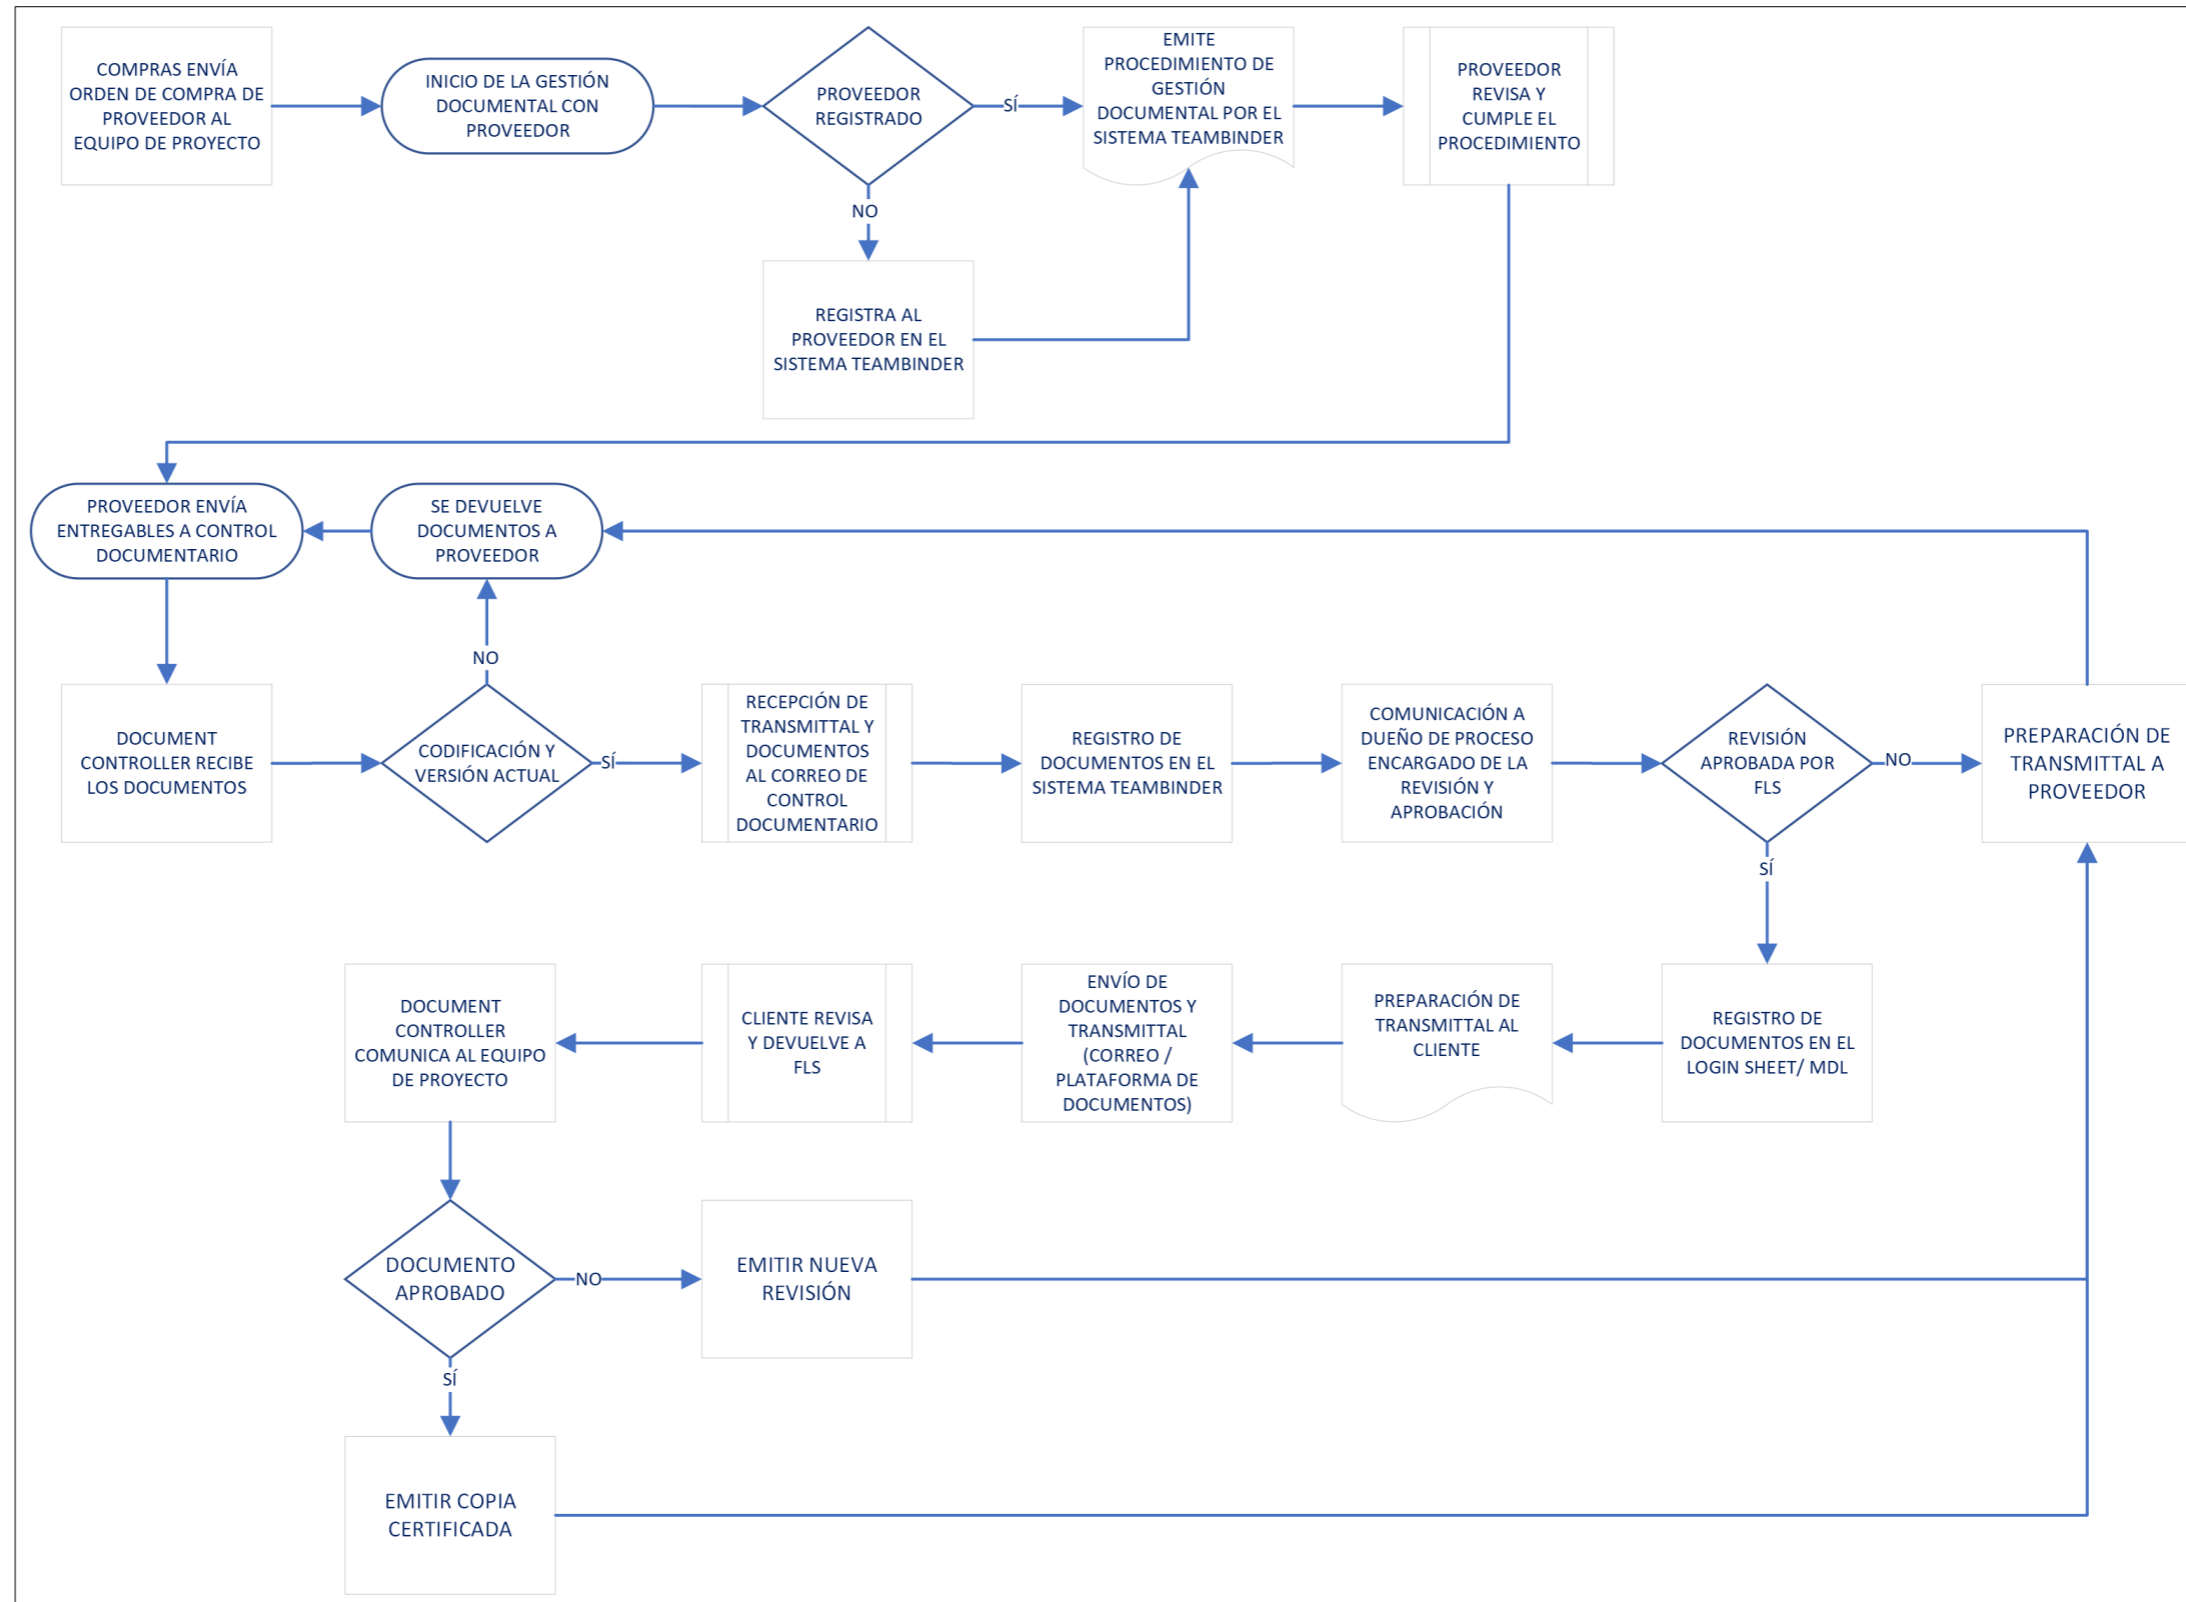 COMPRAS ENVÍA
ORDEN DE COMPRA DE
PROVEEDOR AL
EQUIPO DE PROYECTO
INICIO DE LA GESTIÓN
DOCUMENTAL CON
PROVEEDOR
PROVEEDOR
REGISTRADO
SÍ
EMITE
PROCEDIMIENTO DE
GESTIÓN
DOCUMENTAL POR EL
SISTEMA TEAMBINDER
PROVEEDOR
REVISA Y
CUMPLE EL
PROCEDIMIENTO
NO
REGISTRA AL
PROVEEDOR EN EL
SISTEMA TEAMBINDER
PROVEEDOR ENVÍA
ENTREGABLES A CONTROL
DOCUMENTARIO
SE DEVUELVE
DOCUMENTOS A
PROVEEDOR
NO
DOCUMENT
CONTROLLER RECIBE
LOS DOCUMENTOS
CODIFICACIÓN Y
VERSIÓN ACTUAL
SÍ
RECEPCIÓN DE
TRANSMITTAL Y
DOCUMENTOS
AL CORREO DE
CONTROL
DOCUMENTARIO
REGISTRO DE
DOCUMENTOS EN EL
SISTEMA TEAMBINDER
COMUNICACIÓN A
DUEÑO DE PROCESO
ENCARGADO DE LA
REVISIÓN Y
APROBACIÓN
REVISIÓN
APROBADA POR
FLS
NO
PREPARACIÓN DE
TRANSMITTAL A
PROVEEDOR
SÍ
DOCUMENT
CONTROLLER
COMUNICA AL EQUIPO
DE PROYECTO
CLIENTE REVISA
Y DEVUELVE A
FLS
ENVÍO DE
DOCUMENTOS Y
TRANSMITTAL
(CORREO /
PLATAFORMA DE
DOCUMENTOS)
PREPARACIÓN DE
TRANSMITTAL AL
CLIENTE
REGISTRO DE
DOCUMENTOS EN EL
LOGIN SHEET/ MDL
DOCUMENTO
APROBADO
NO
EMITIR NUEVA
REVISIÓN
SÍ
EMITIR COPIA
CERTIFICADA